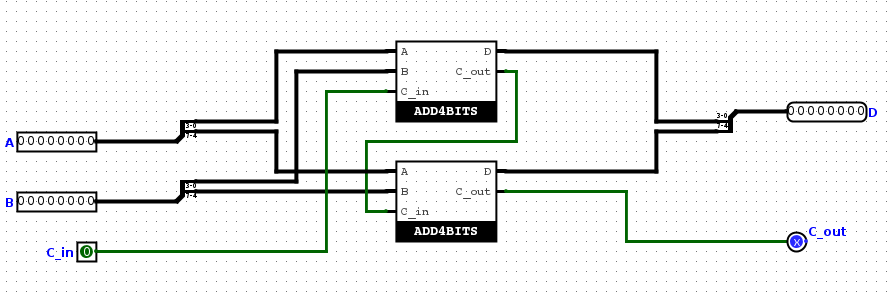 A D
B C_out
C_in
ADD4BITS
3-0
7-4
A 00000000
3-0
7-4
00000000 D
A D
B C_out
C_in
ADD4BITS
3-0
7-4
B 00000000
C_in 0
X C_out